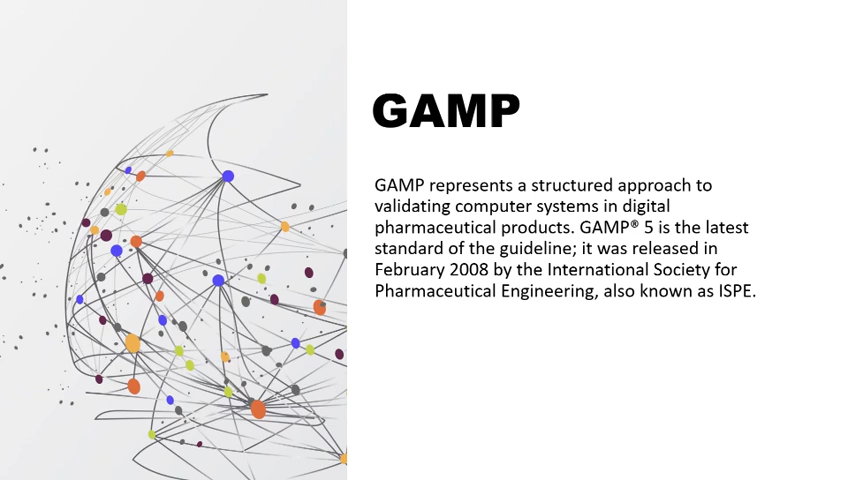 GAMP
GAMP represents a structured approach to
validating computer systems in digital
pharmaceutical products. GAMP® 5 is the latest
standard of the guideline; it was released in
February 2008 by the International Society for
Pharmaceutical Engineering, also known as ISPE.